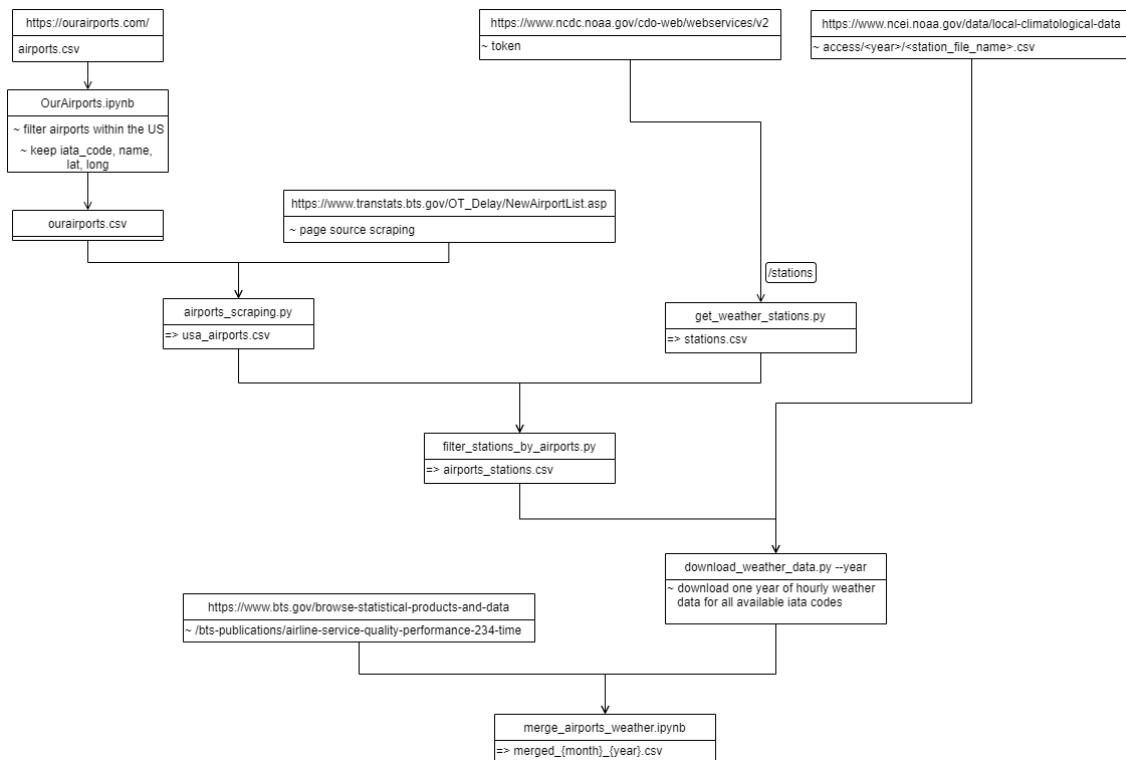 https://ourairports.com/
airports.csv
https://www.ncdc.noaa.gov/cdo-web/webservices/v2
~ token
https://www.ncei.noaa.gov/data/local-climatological-data
~ access/<year>/<station_file_name>.csv
OurAirports.ipynb
~ filter airports within the US
~ keep iata_code, name,
lat, long
ourairports.csv
https://www.transtats.bts.gov/OT_Delay/NewAirportList.asp
~ page source scraping
/stations
airports_scraping.py
=> usa_airports.csv
get_weather_stations.py
=> stations.csv
filter_stations_by_airports.py
=> airports_stations.csv
download_weather_data.py --year
~ download one year of hourly weather
data for all available iata codes
https://www.bts.gov/browse-statistical-products-and-data
~ /bts-publications/airline-service-quality-performance-234-time
merge_airports_weather.ipynb
=> merged_{month}_{year}.csv